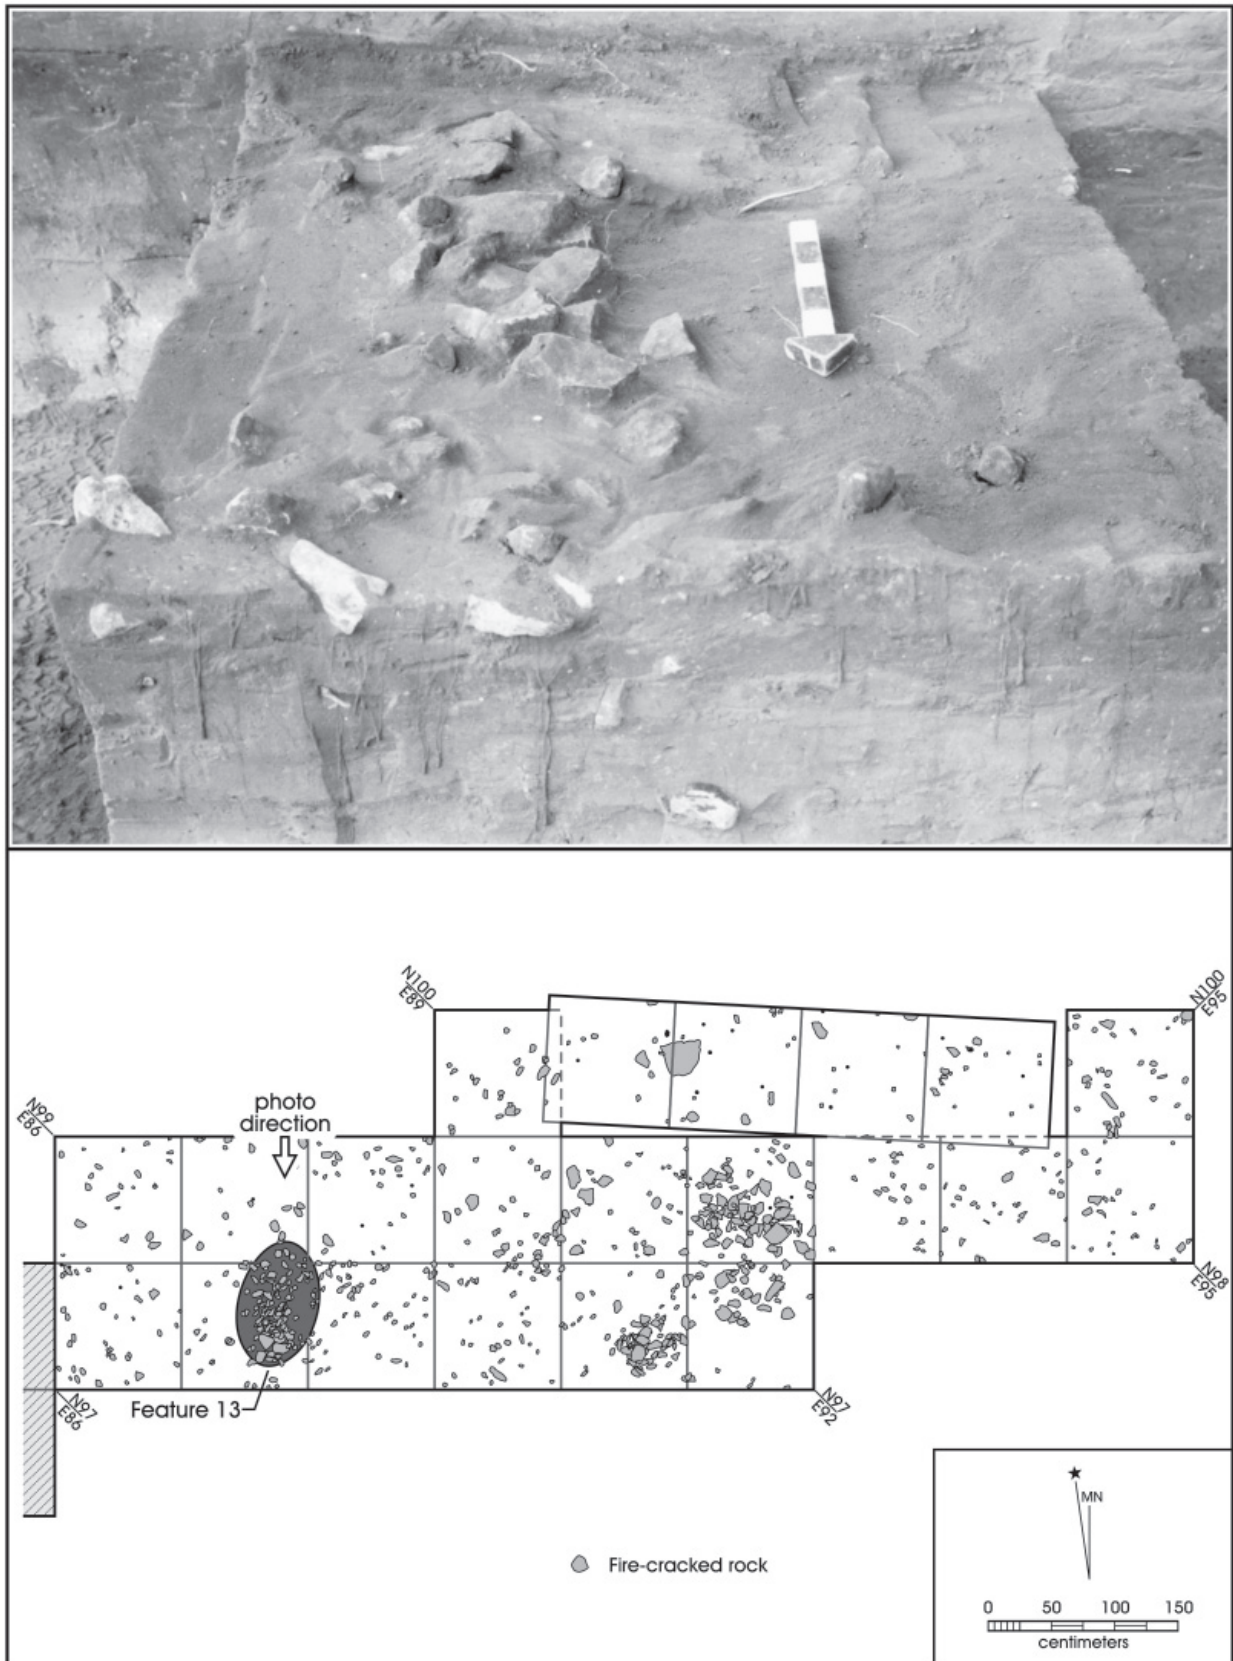 N100
E89
N100
E95
N99
E86
photo
direction
N98
E95
N97
E86
Feature 13
N97
E92
★
MN
Fire-cracked rock
0 50 100 150
centimeters